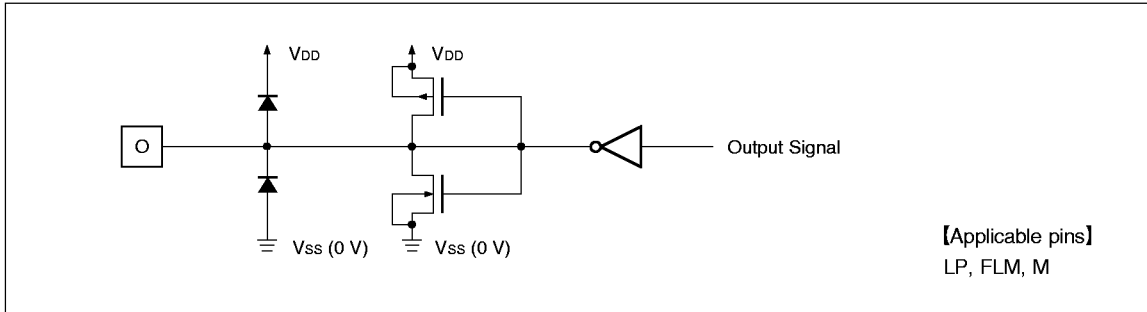 VDD
VDD
O
Output Signal
VSS (0 V)
VSS (0 V)
【Applicable pins】
LP, FLM, M